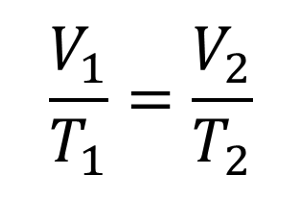 V₁/T₁ = V₂/T₂